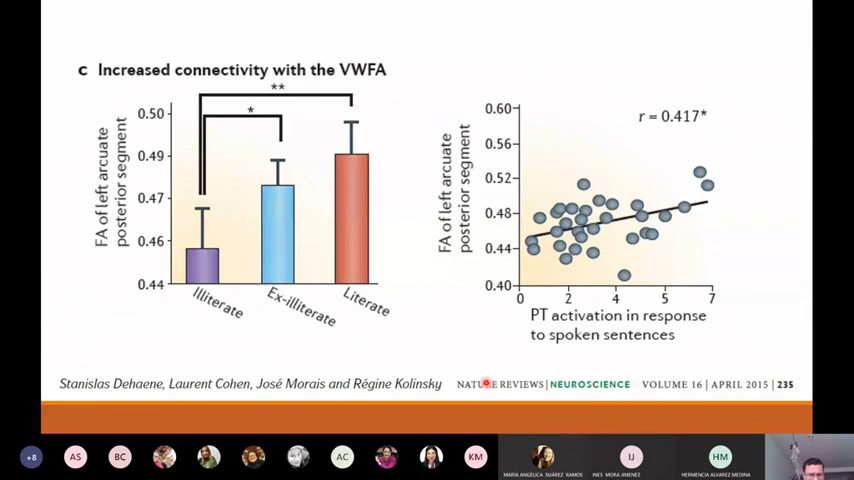 c Increased connectivity with the VWFA
**
*
0.50
0.49
0.47
0.46
0.44
FA of left arcuate
posterior segment
Illiterate
Ex-illiterate
Literate
r = 0.417*
0.60
0.56
0.52
0.48
0.44
0.40
FA of left arcuate
posterior segment
0 2 4 5 7
PT activation in response
to spoken sentences
Stanislas Dehaene, Laurent Cohen, José Morais and Régine Kolinsky
NATURE REVIEWS | NEUROSCIENCE VOLUME 16 | APRIL 2015 | 235
+8 AS BC AC KM IJ HM
MARÍA ANGÉLICA SUÁREZ RAMOS INES MORA JIMENEZ HERMENCIA ALVAREZ MEDINA